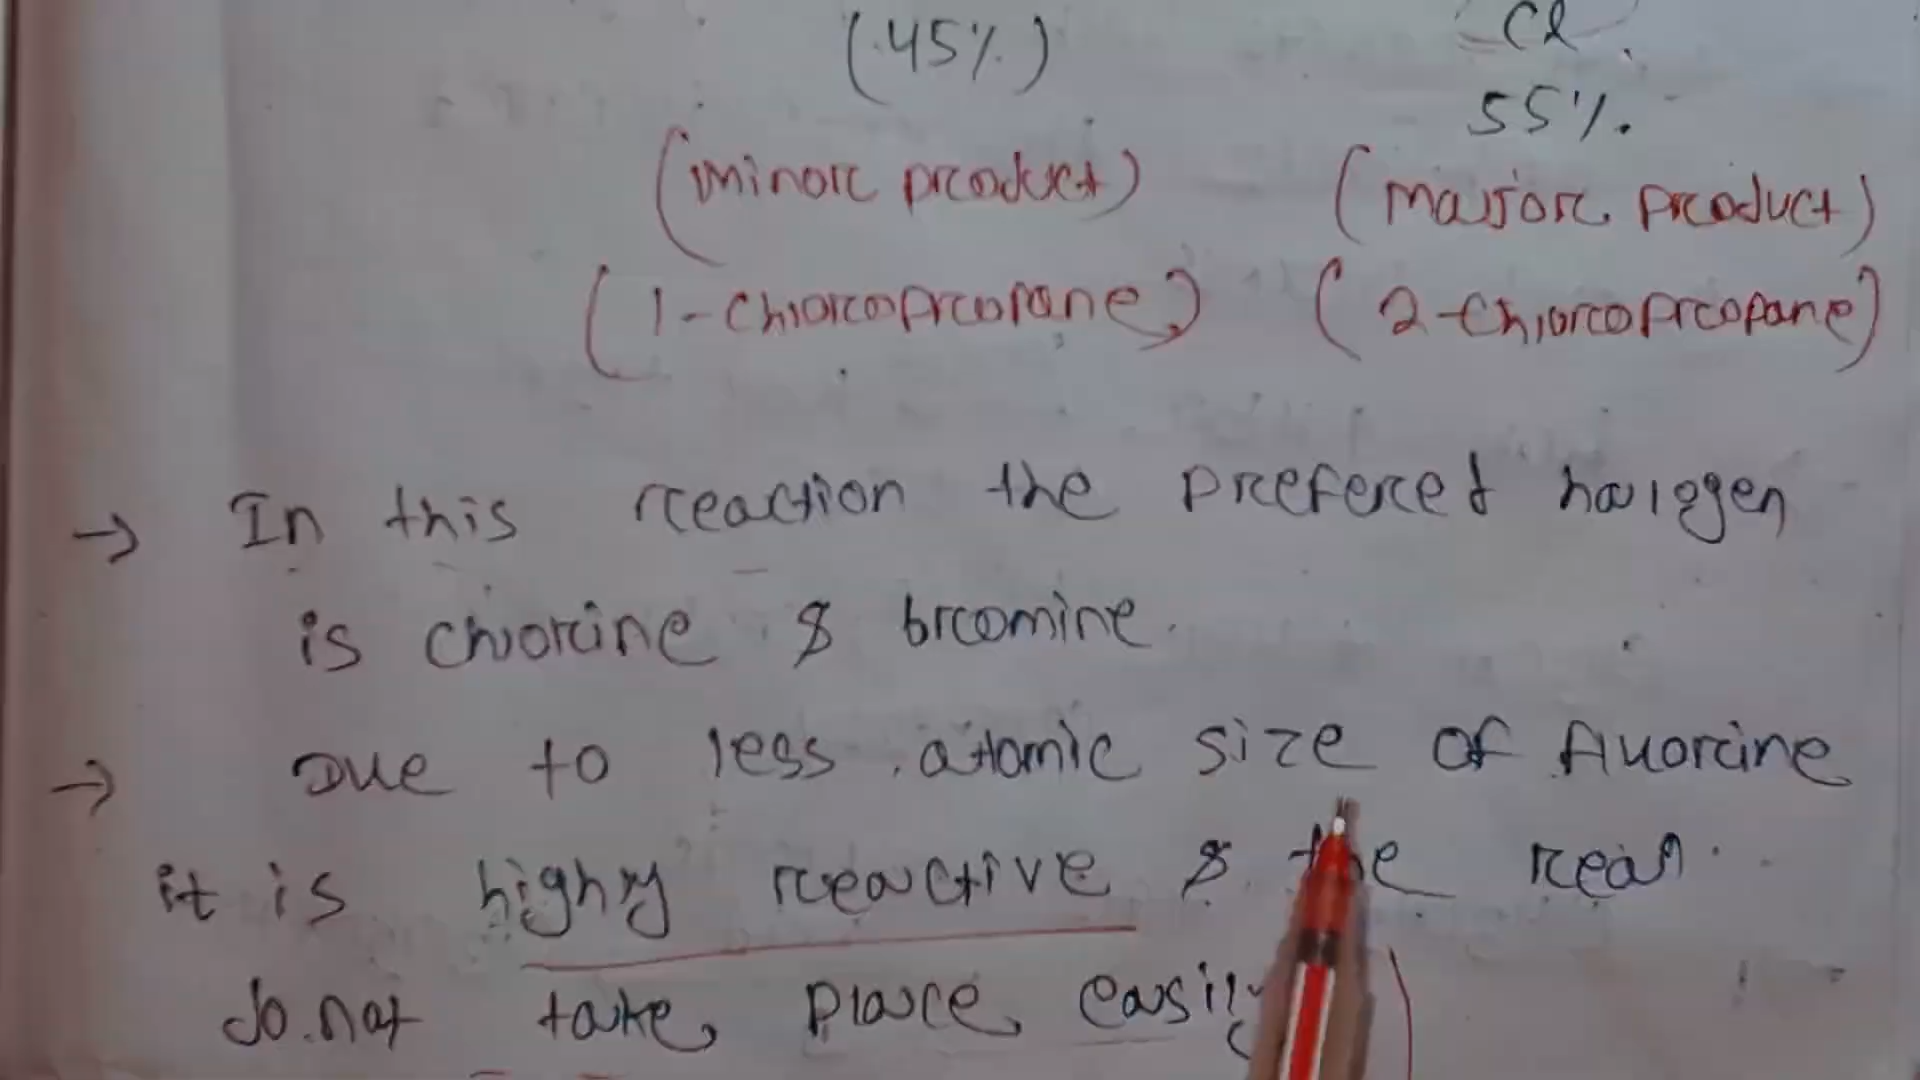 (45%) Cl
55%.
(minor product) (major product)
(1-chloropropane) (2-chloropropane)
→ In this reaction the prefered halogen
is chlorine & bromine.
→ Due to less atomic size of fluorine
it is highly reactive & the rean
do not take place easily